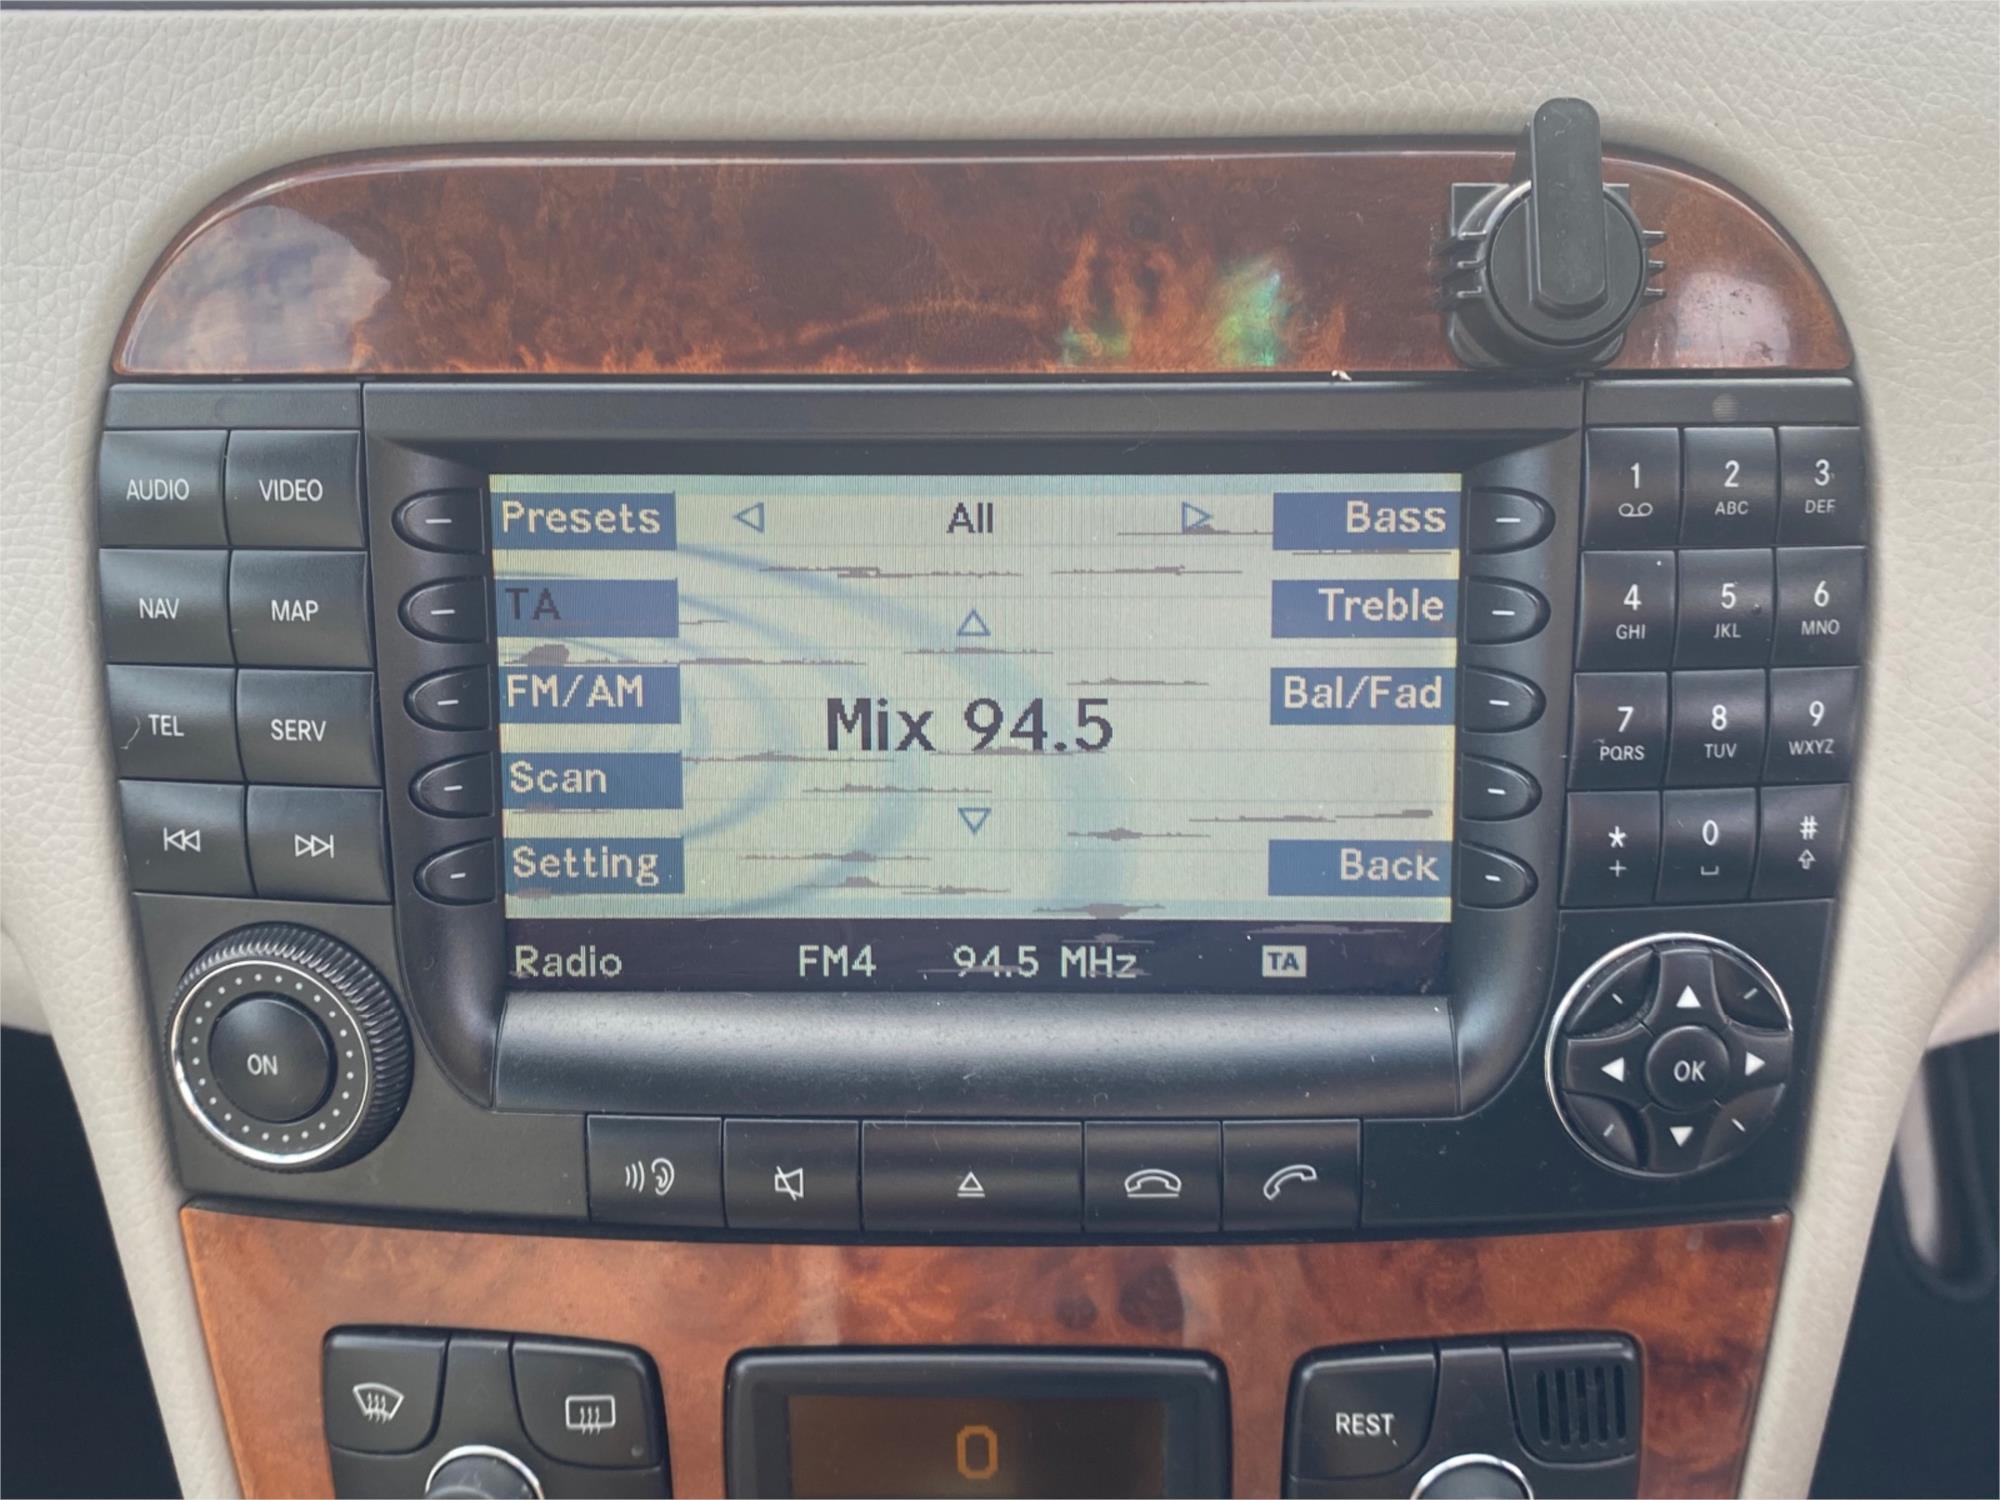 AUDIO VIDEO
NAV MAP
TEL SERV
ON
Presets All Bass
TA Treble
FM/AM Bal/Fad
Mix 94.5
Scan
Setting Back
Radio FM4 94.5 MHz TA
1 2 3
ABC DEF
4 5 6
GHI JKL MNO
7 8 9
PQRS TUV WXYZ
* 0 #
+
OK
0
REST